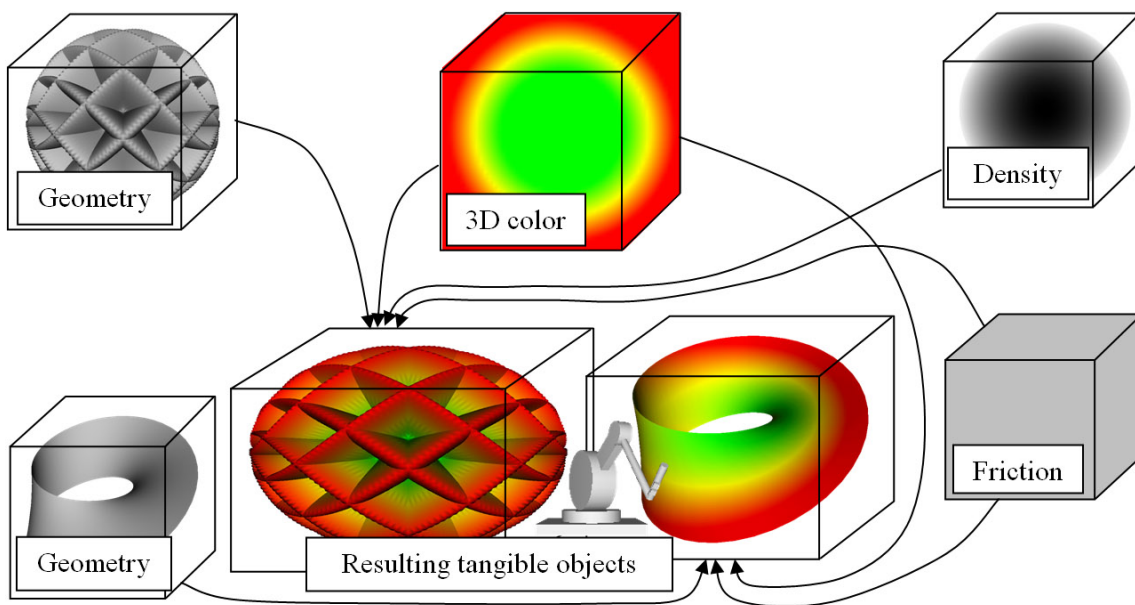 Geometry
3D color
Density
Geometry
Resulting tangible objects
Friction